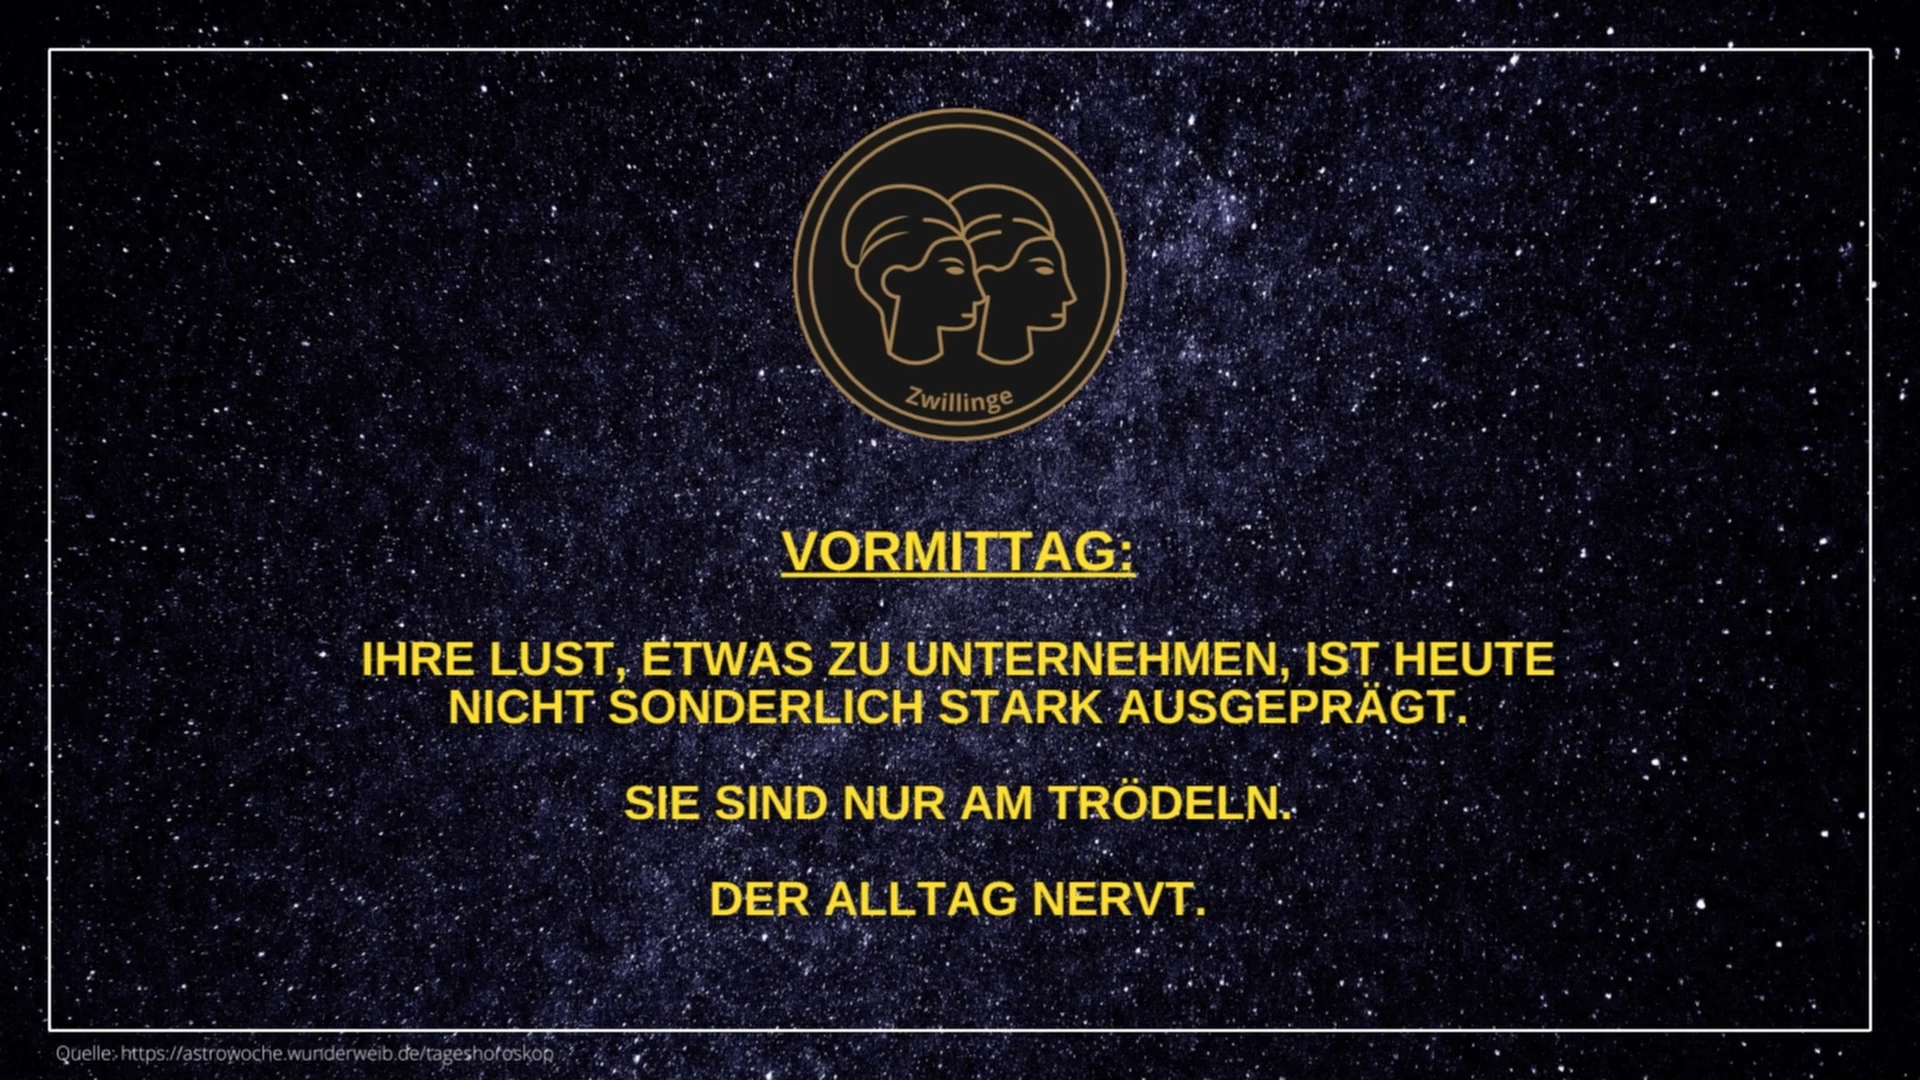 Zwillinge
VORMITTAG:
IHRE LUST, ETWAS ZU UNTERNEHMEN, IST HEUTE
NICHT SONDERLICH STARK AUSGEPRÄGT.
SIE SIND NUR AM TRÖDELN.
DER ALLTAG NERVT.
Quelle: https://astrowoche.wunderweib.de/tageshoroskop